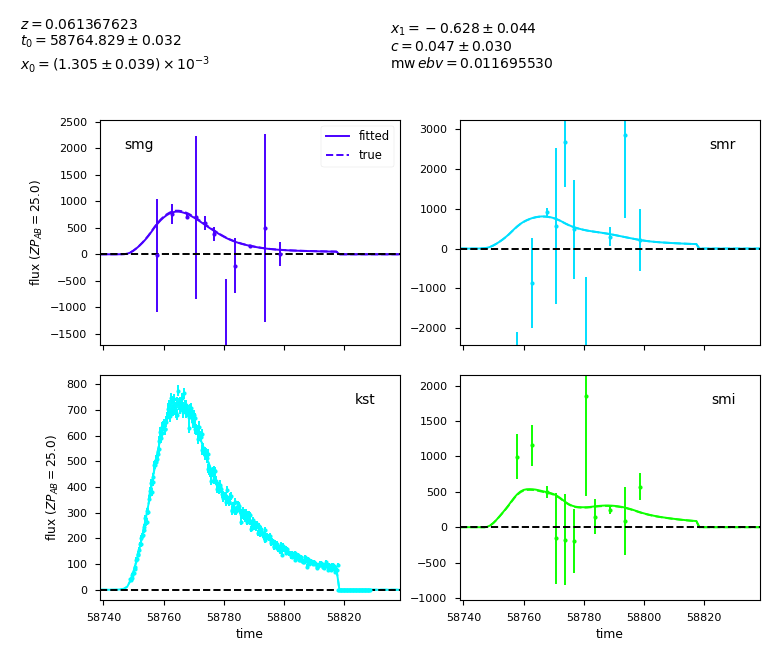 z = 0.061367623
t₀ = 58764.829 ± 0.032
x₀ = (1.305 ± 0.039) × 10⁻³
x₁ = −0.628 ± 0.044
c = 0.047 ± 0.030
mw ebv = 0.011695530
smg
fitted
true
2500
2000
1500
1000
500
0
−500
−1000
−1500
flux (ZP_AB = 25.0)
smr
3000
2000
1000
0
−1000
−2000
kst
800
700
600
500
400
300
200
100
0
flux (ZP_AB = 25.0)
58740 58760 58780 58800 58820
time
smi
2000
1500
1000
500
0
−500
−1000
58740 58760 58780 58800 58820
time